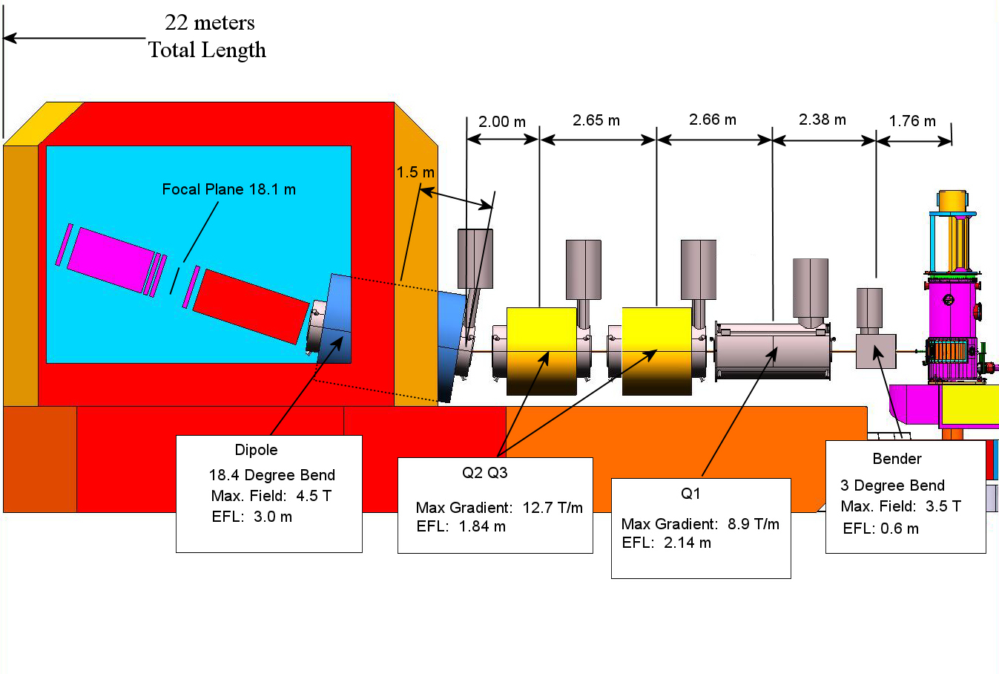 22 meters
Total Length
2.00 m
2.65 m
2.66 m
2.38 m
1.76 m
1.5 m
Focal Plane 18.1 m
Dipole
18.4 Degree Bend
Max. Field: 4.5 T
EFL: 3.0 m
Q2 Q3
Max Gradient: 12.7 T/m
EFL: 1.84 m
Q1
Max Gradient: 8.9 T/m
EFL: 2.14 m
Bender
3 Degree Bend
Max. Field: 3.5 T
EFL: 0.6 m